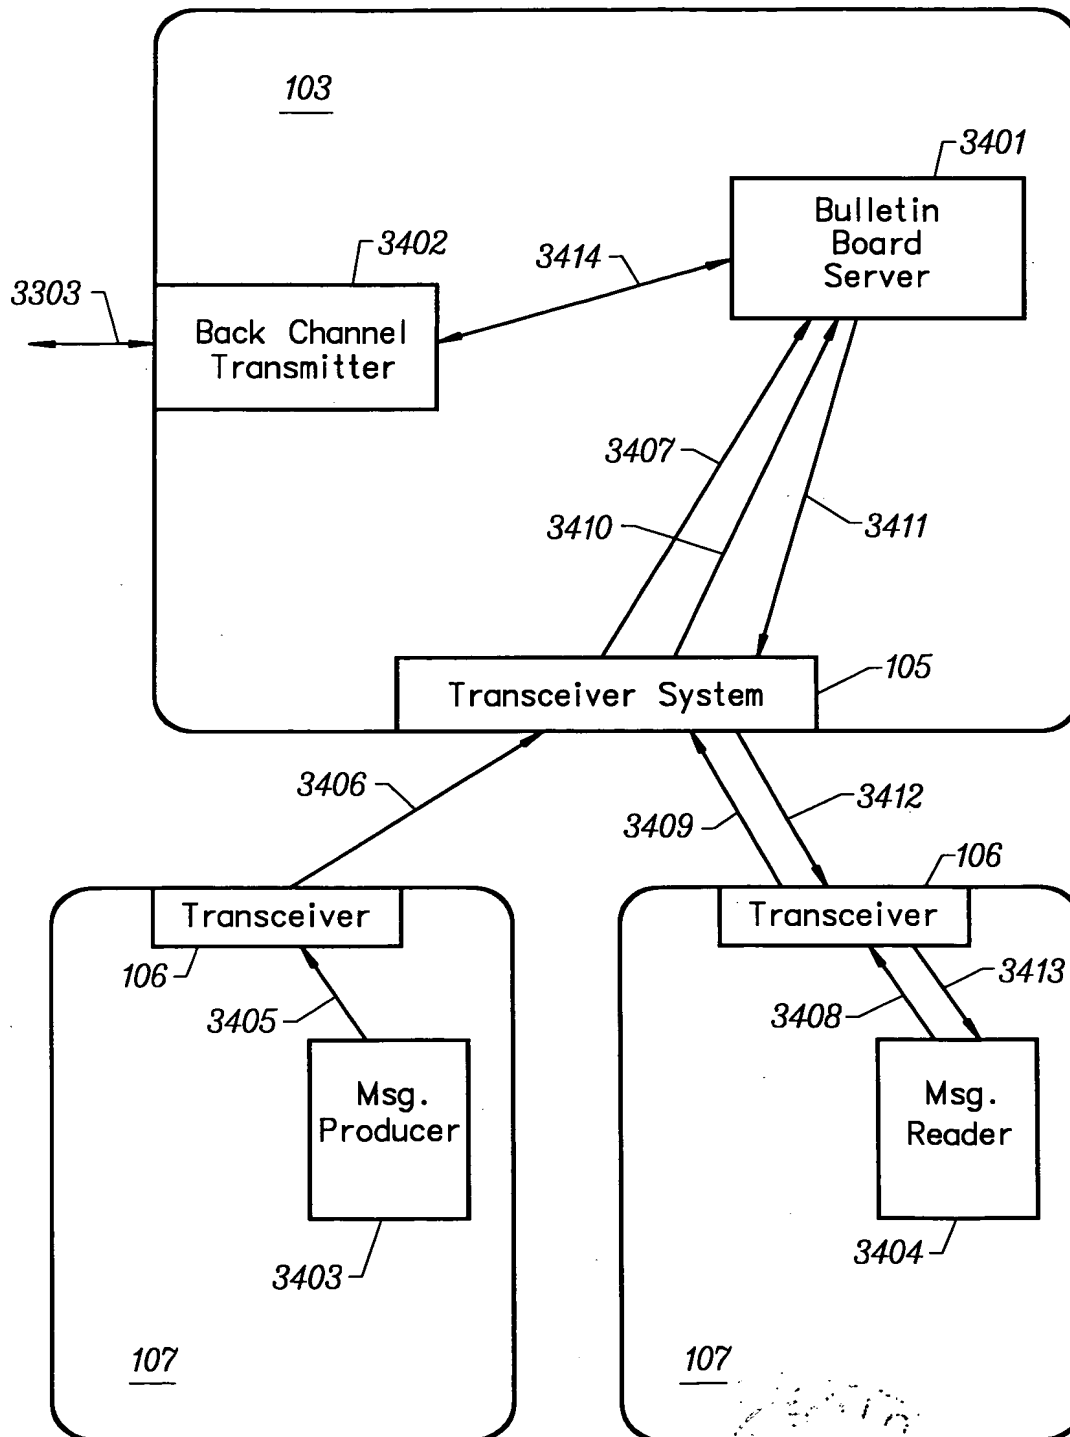 103
3401
Bulletin
Board
Server
3402
3414
3303
Back Channel
Transmitter
3407
3410
3411
105
Transceiver System
3406
3412
3409
106
Transceiver
Transceiver
106
3405
3413
3408
Msg.
Producer
Msg.
Reader
3403
3404
107
107